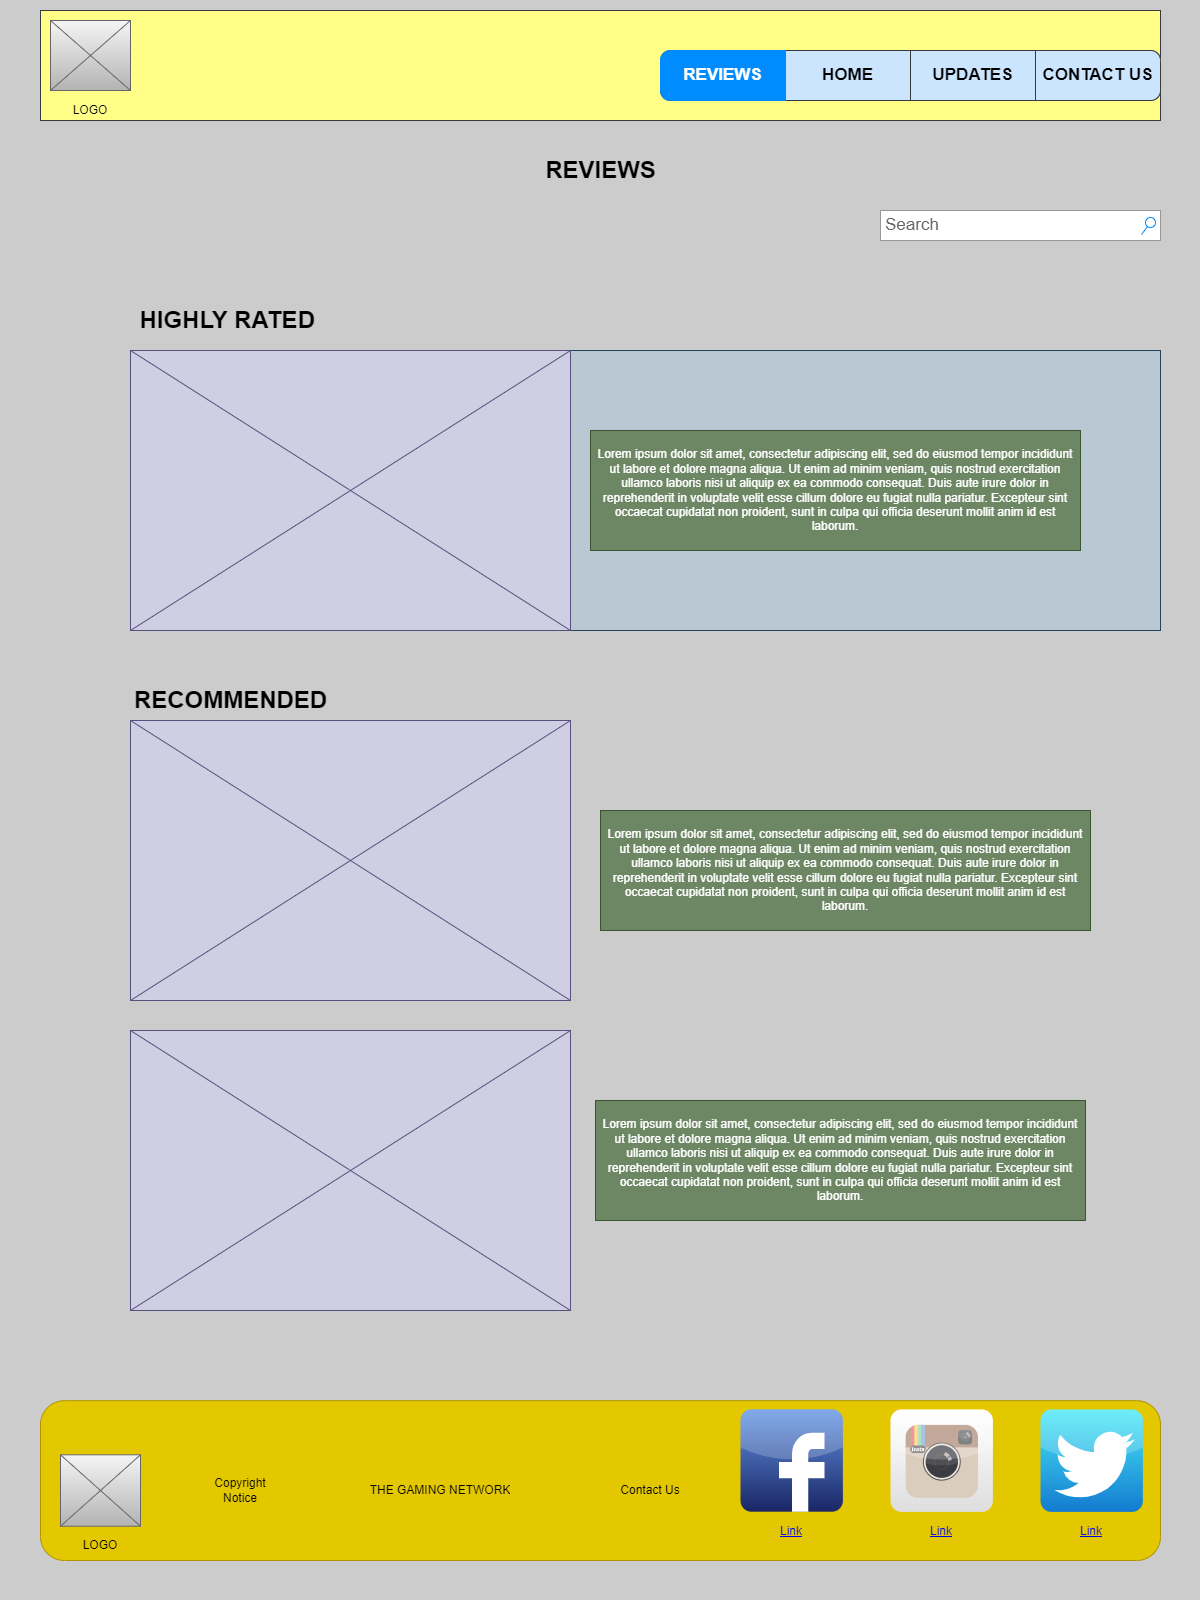 REVIEWS
HOME
UPDATES
CONTACT US
LOGO
REVIEWS
Search
HIGHLY RATED
Lorem ipsum dolor sit amet, consectetur adipiscing elit, sed do eiusmod tempor incididunt
ut labore et dolore magna aliqua. Ut enim ad minim veniam, quis nostrud exercitation
ullamco laboris nisi ut aliquip ex ea commodo consequat. Duis aute irure dolor in
reprehenderit in voluptate velit esse cillum dolore eu fugiat nulla pariatur. Excepteur sint
occaecat cupidatat non proident, sunt in culpa qui officia deserunt mollit anim id est
laborum.
RECOMMENDED
Lorem ipsum dolor sit amet, consectetur adipiscing elit, sed do eiusmod tempor incididunt
ut labore et dolore magna aliqua. Ut enim ad minim veniam, quis nostrud exercitation
ullamco laboris nisi ut aliquip ex ea commodo consequat. Duis aute irure dolor in
reprehenderit in voluptate velit esse cillum dolore eu fugiat nulla pariatur. Excepteur sint
occaecat cupidatat non proident, sunt in culpa qui officia deserunt mollit anim id est
laborum.
Lorem ipsum dolor sit amet, consectetur adipiscing elit, sed do eiusmod tempor incididunt
ut labore et dolore magna aliqua. Ut enim ad minim veniam, quis nostrud exercitation
ullamco laboris nisi ut aliquip ex ea commodo consequat. Duis aute irure dolor in
reprehenderit in voluptate velit esse cillum dolore eu fugiat nulla pariatur. Excepteur sint
occaecat cupidatat non proident, sunt in culpa qui officia deserunt mollit anim id est
laborum.
LOGO
Copyright
Notice
THE GAMING NETWORK
Contact Us
f
Link
Insta
Link
Link